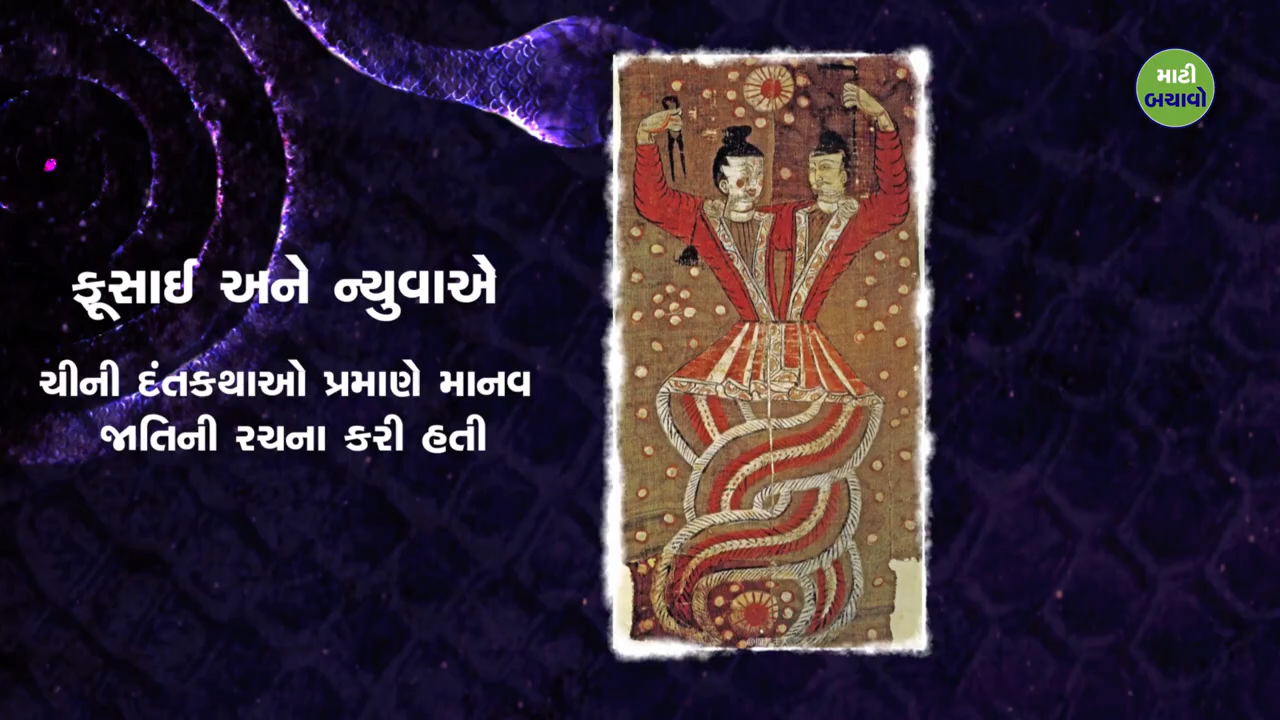 માટી
બચાવો
ફૂસાઈ અને ન્યુવાએ
ચીની દંતકથાઓ પ્રમાણે માનવ
જાતિની રચના કરી હતી